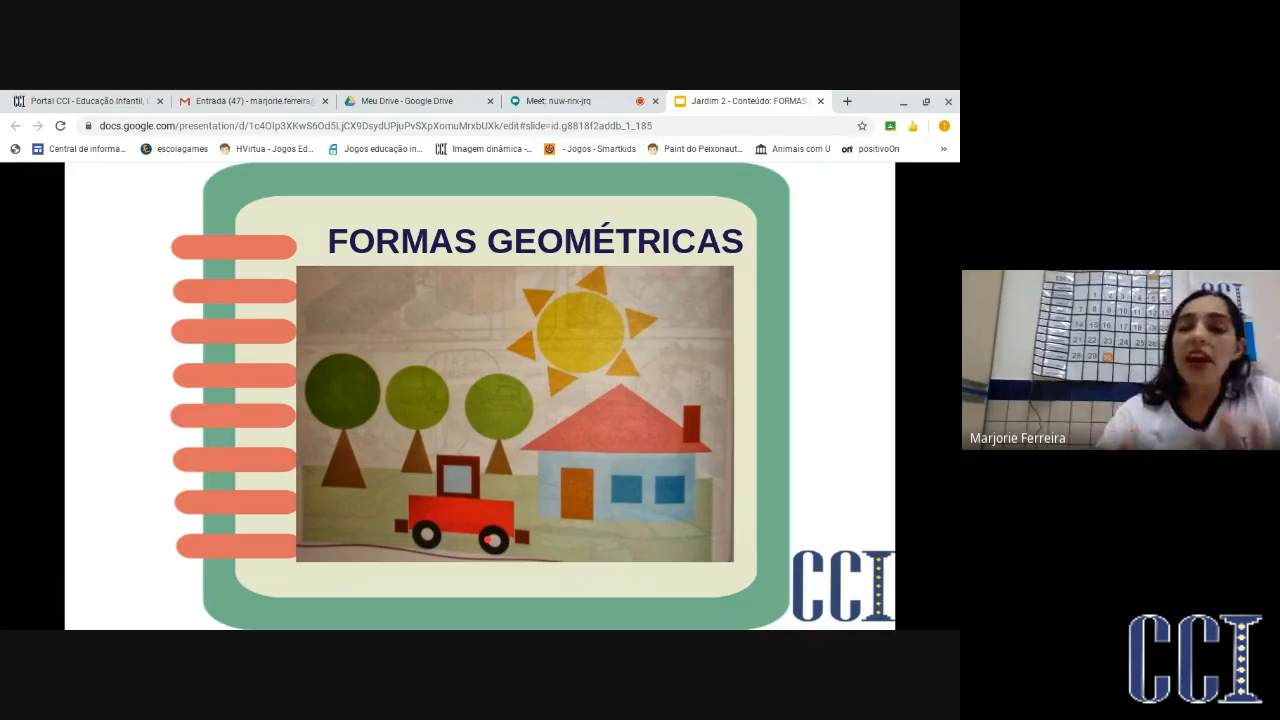 Portal CCI - Educação Infantil,
Entrada (47) - marjorie.ferreira
Meu Drive - Google Drive
Meet: nuw-rirx-jrq
Jardim 2 - Conteúdo: FORMAS
docs.google.com/presentation/d/1c4OIp3XKwS6Od5LjCX9DsydUPjuPvSXpXomuMrxbUXk/edit#slide=id.g8818f2addb_1_185
Central de informa...
escolagames
HVirtua - Jogos Ed...
Jogos educação in...
Imagem dinâmica -...
- Jogos - Smartkids
Paint do Peixonaut...
Animais com U
on
positivoOn
FORMAS GEOMÉTRICAS
CCI
Marjorie Ferreira
CCI